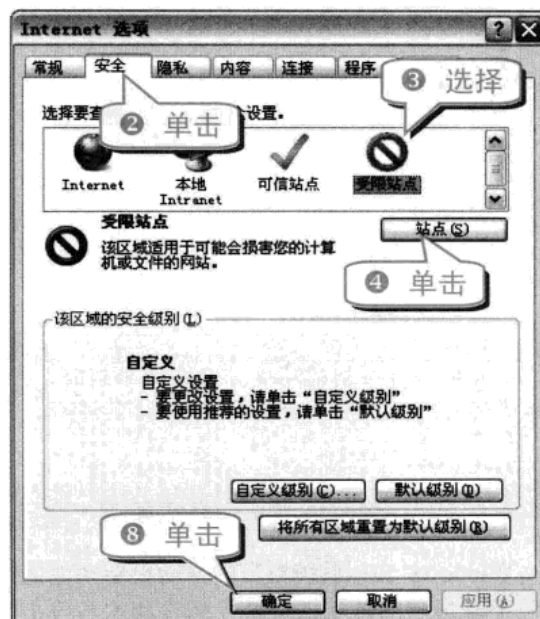 Internet 选项
常规 安全 隐私 内容 连接 程序
❸ 选择
选择要查
设置。
❷ 单击
Internet 本地 Intranet 可信站点 受限站点
受限站点
站点(S)
该区域适用于可能会损害您的计算
机或文件的网站。
❹ 单击
该区域的安全级别(L)
自定义
自定义设置
- 要更改设置，请单击“自定义级别”
- 要使用推荐的设置，请单击“默认级别”
自定义级别(C)... 默认级别(D)
❽ 单击
将所有区域重置为默认级别(R)
确定 取消 应用(A)